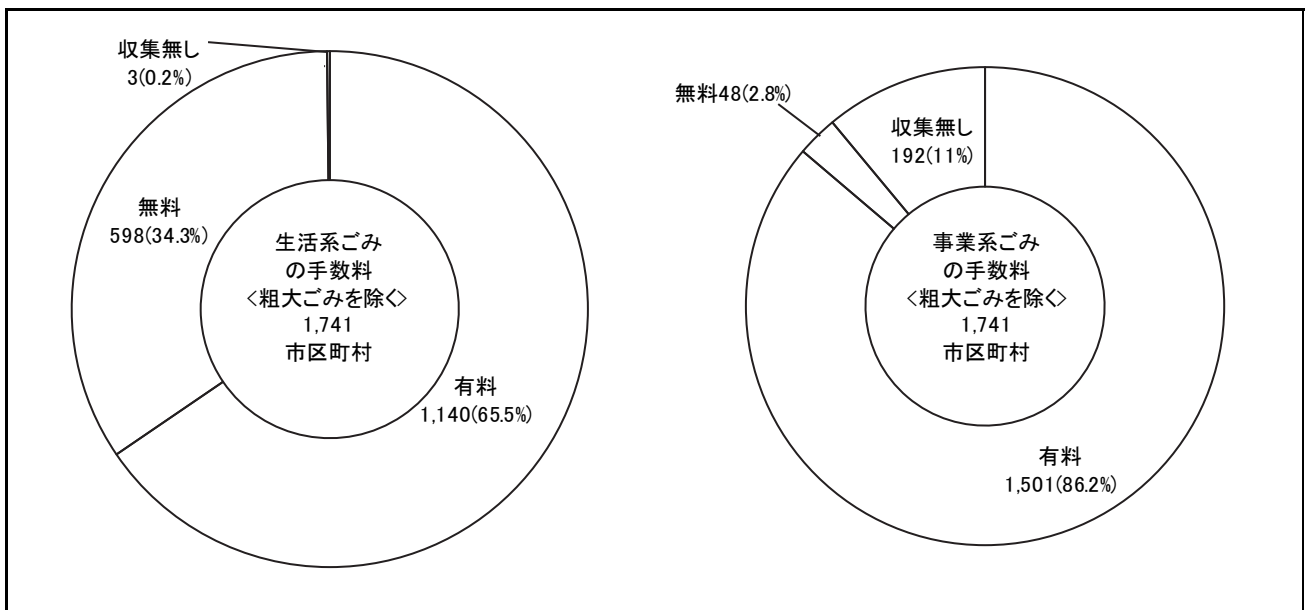 収集無し
3(0.2%)
無料
598(34.3%)
生活系ごみ
の手数料
<粗大ごみを除く>
1,741
市区町村
有料
1,140(65.5%)
無料48(2.8%)
収集無し
192(11%)
事業系ごみ
の手数料
<粗大ごみを除く>
1,741
市区町村
有料
1,501(86.2%)